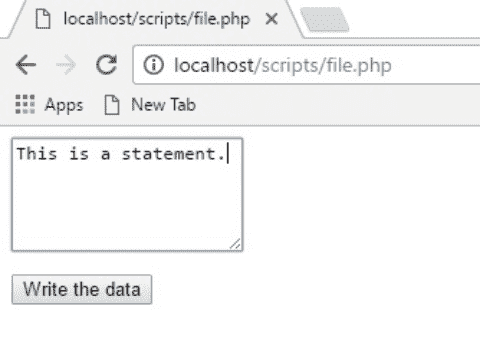 localhost/scripts/file.php
localhost/scripts/file.php
Apps New Tab
This is a statement.
Write the data